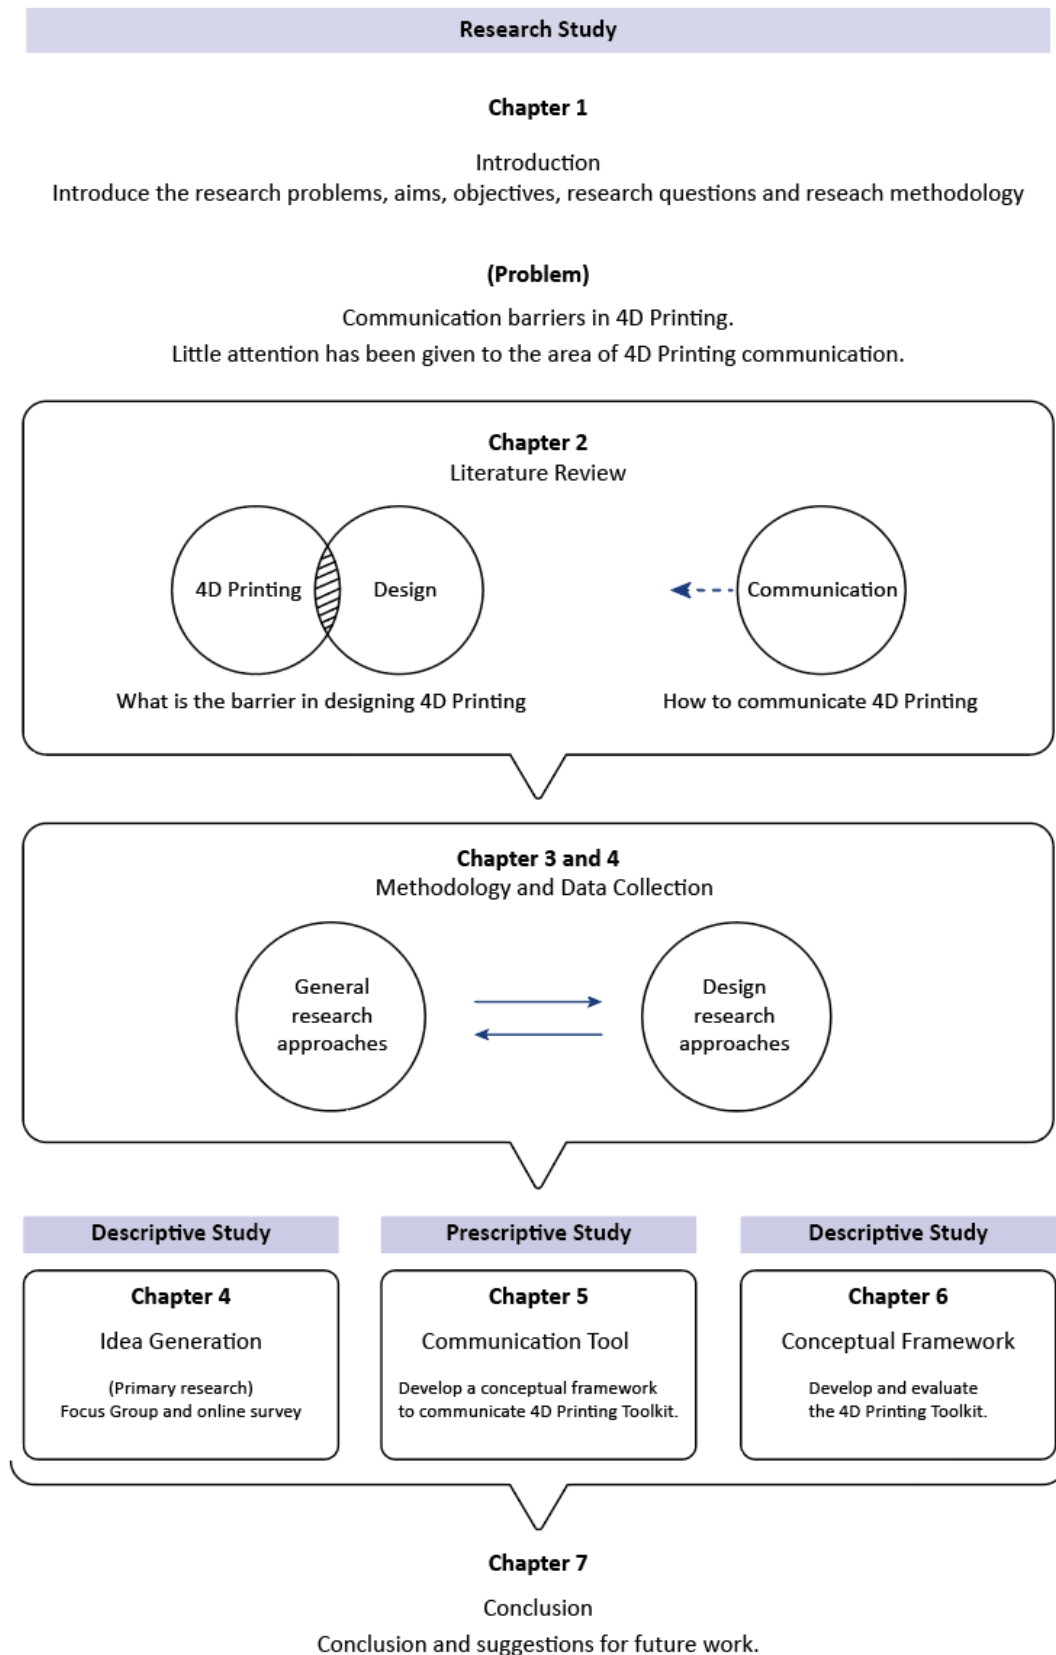 Research Study
Chapter 1
Introduction
Introduce the research problems, aims, objectives, research questions and reseach methodology
(Problem)
Communication barriers in 4D Printing.
Little attention has been given to the area of 4D Printing communication.
Chapter 2
Literature Review
4D Printing
Design
Communication
What is the barrier in designing 4D Printing
How to communicate 4D Printing
Chapter 3 and 4
Methodology and Data Collection
General
research
approaches
Design
research
approaches
Descriptive Study
Chapter 4
Idea Generation
(Primary research)
Focus Group and online survey
Prescriptive Study
Chapter 5
Communication Tool
Develop a conceptual framework
to communicate 4D Printing Toolkit.
Descriptive Study
Chapter 6
Conceptual Framework
Develop and evaluate
the 4D Printing Toolkit.
Chapter 7
Conclusion
Conclusion and suggestions for future work.